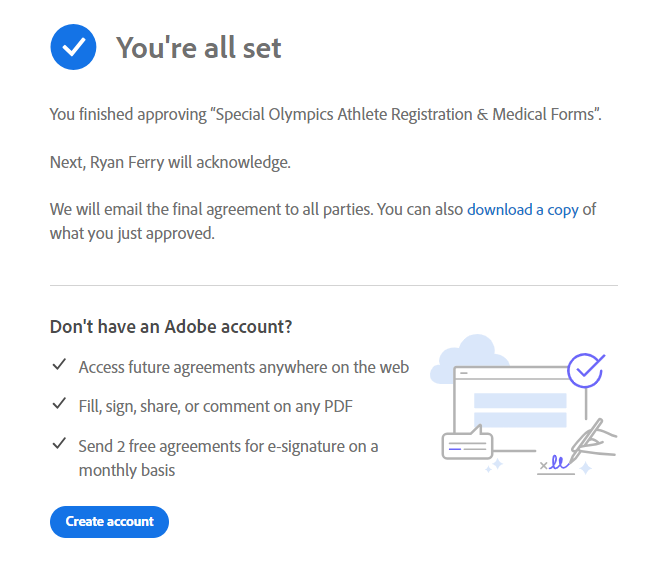 You're all set
You finished approving “Special Olympics Athlete Registration & Medical Forms”.
Next, Ryan Ferry will acknowledge.
We will email the final agreement to all parties. You can also download a copy of
what you just approved.
Don't have an Adobe account?
Access future agreements anywhere on the web
Fill, sign, share, or comment on any PDF
Send 2 free agreements for e-signature on a
monthly basis
Create account